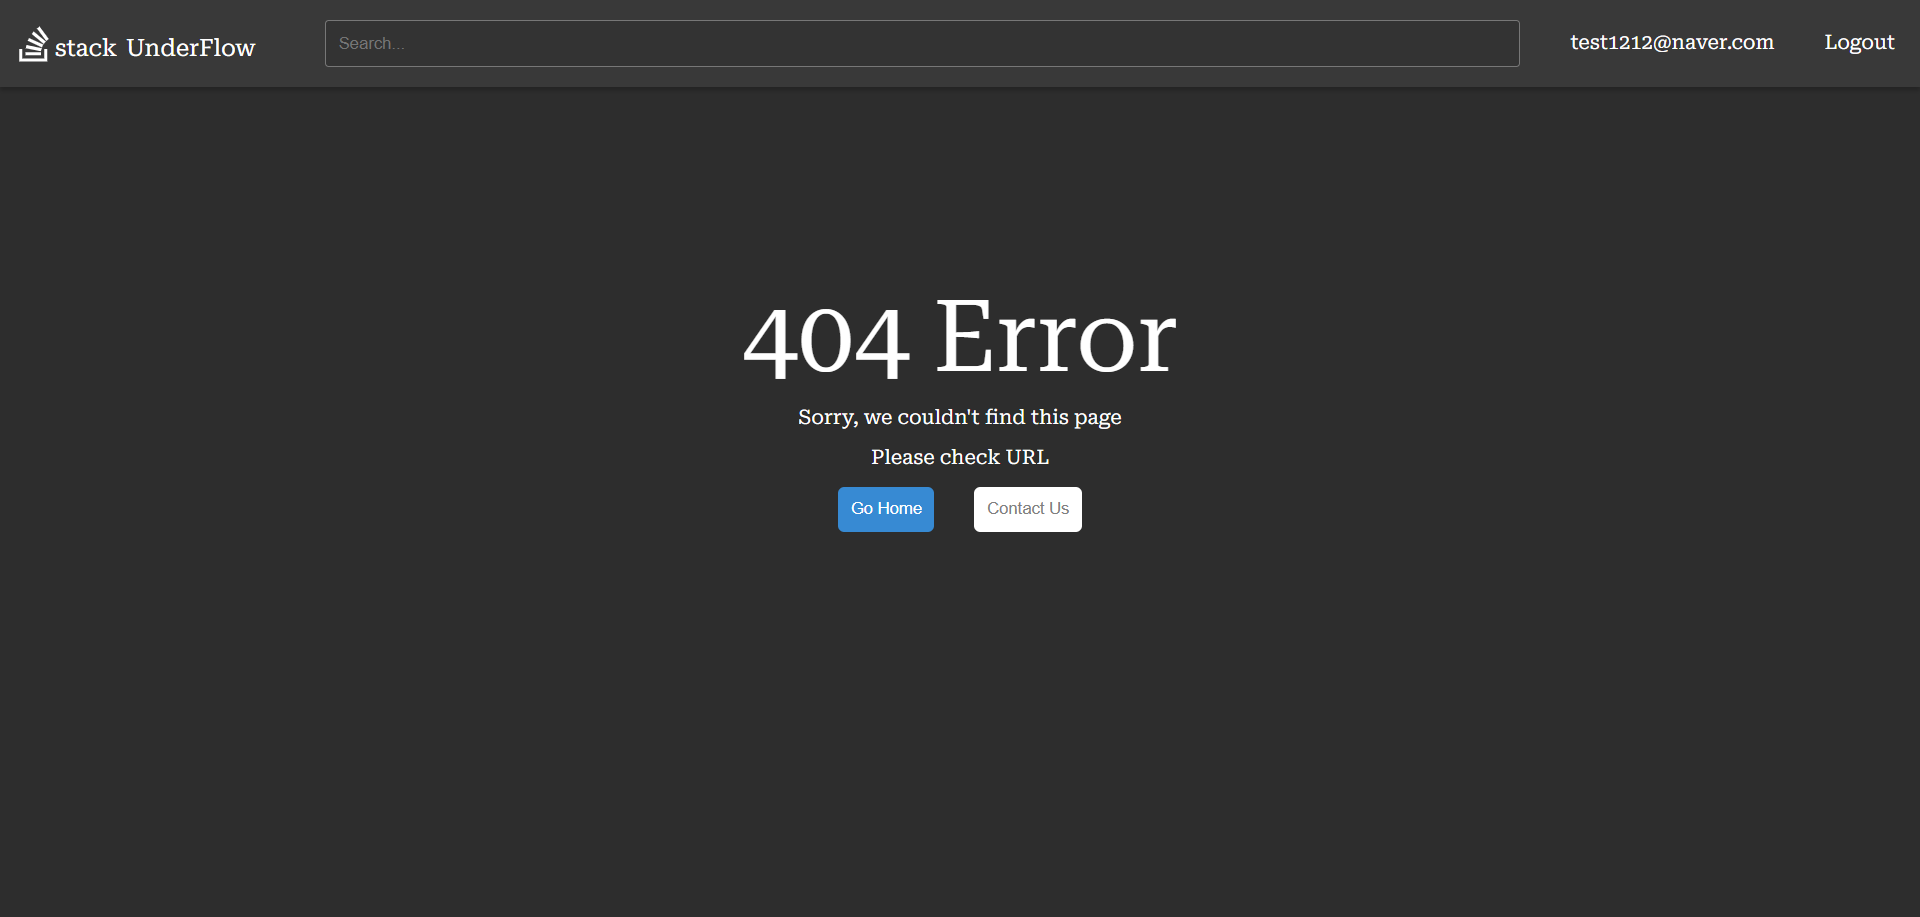 stack UnderFlow
Search...
test1212@naver.com
Logout
404 Error
Sorry, we couldn't find this page
Please check URL
Go Home
Contact Us